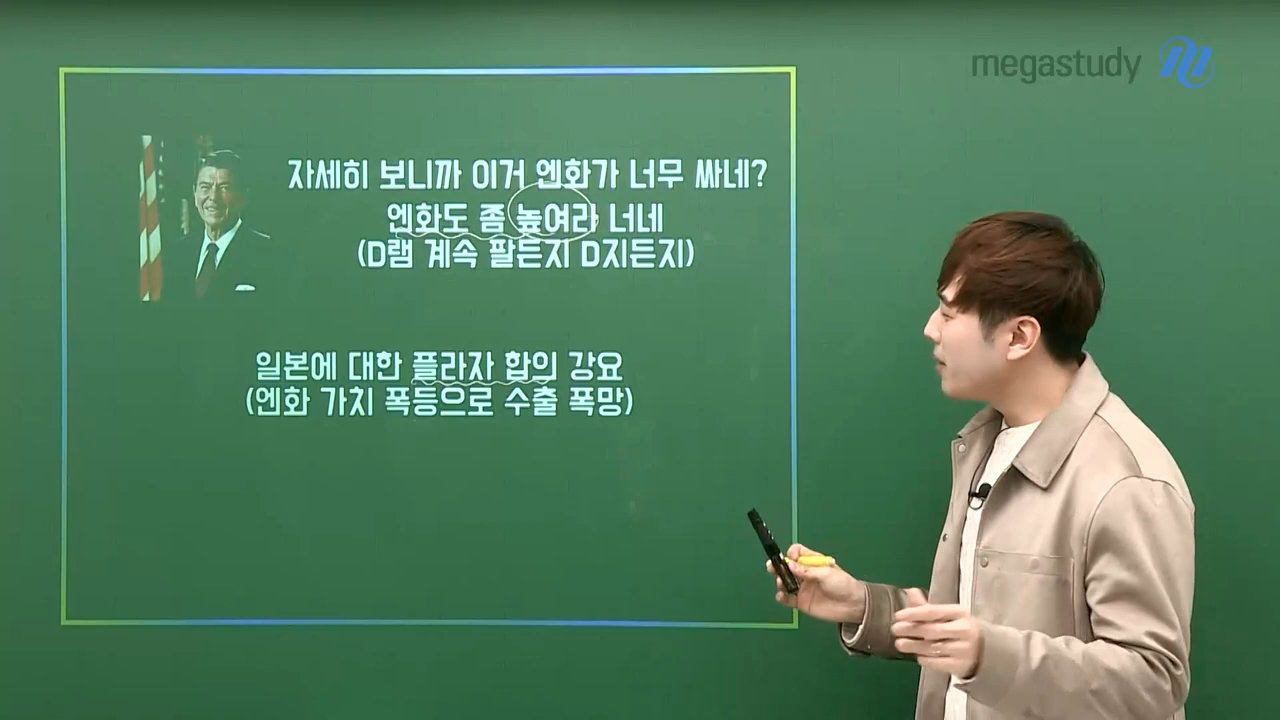 megastudy
자세히 보니까 이거 엔화가 너무 싸네?
엔화도 좀 높여라 너네
(D램 계속 팔든지 D지든지)
일본에 대한 플라자 합의 강요
(엔화 가치 폭등으로 수출 폭망)